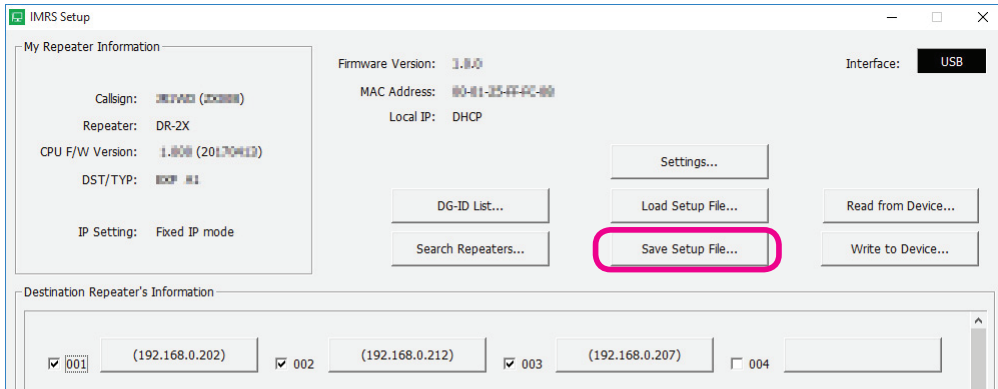 IMRS Setup
My Repeater Information
Callsign:
Repeater: DR-2X
CPU F/W Version:
DST/TYP:
IP Setting: Fixed IP mode
Firmware Version:
MAC Address:
Local IP: DHCP
Interface: USB
Settings...
DG-ID List...
Load Setup File...
Read from Device...
Search Repeaters...
Save Setup File...
Write to Device...
Destination Repeater's Information
001 (192.168.0.202) 002 (192.168.0.212) 003 (192.168.0.207) 004